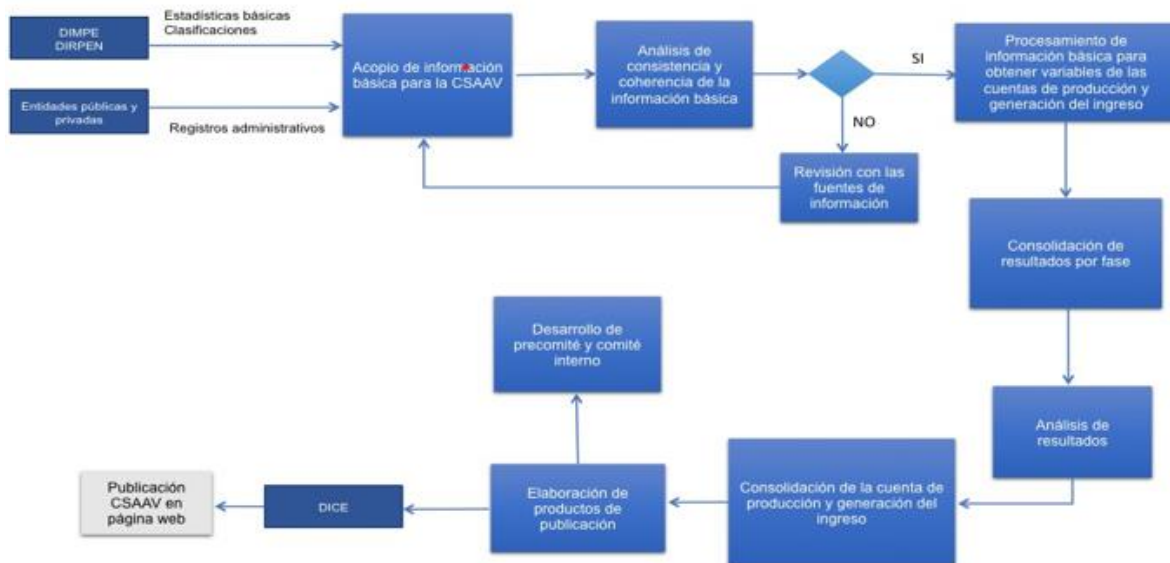 DIMPE
DIRPEN
Estadísticas básicas
Clasificaciones
Entidades públicas y
privadas
Registros administrativos
Acopio de información
básica para la CSAAV
Análisis de
consistencia y
coherencia de la
información básica
SI
NO
Revisión con las
fuentes de
información
Procesamiento de
información básica para
obtener variables de las
cuentas de producción y
generación del ingreso
Consolidación de
resultados por fase
Análisis de
resultados
Consolidación de la cuenta de
producción y generación del
ingreso
Elaboración de
productos de
publicación
Desarrollo de
precomité y comité
interno
DICE
Publicación
CSAAV en
página web